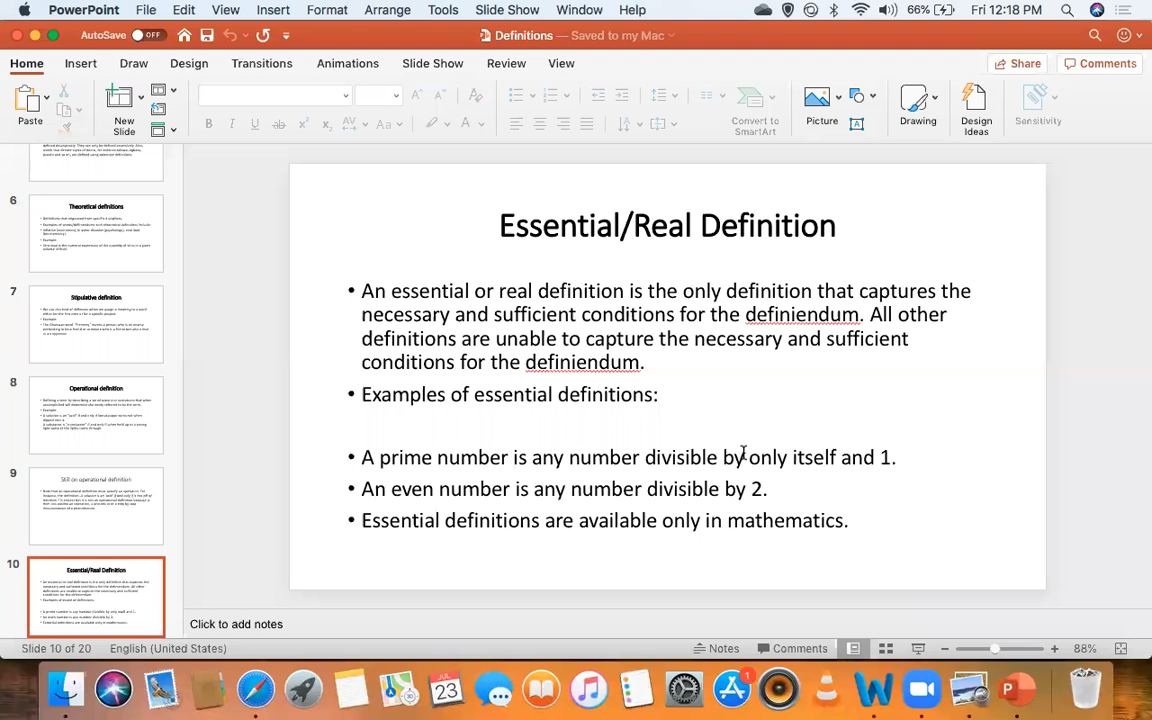 PowerPoint File Edit View Insert Format Arrange Tools Slide Show Window Help 66% Fri 12:18 PM
AutoSave OFF Definitions — Saved to my Mac
Home Insert Draw Design Transitions Animations Slide Show Review View Share Comments
Paste New Slide B I U ab x² x₂ AV Aa A Convert to SmartArt Picture Drawing Design Ideas Sensitivity
6
Theoretical definitions
7
Stipulative definition
8
Operational definition
9
Still on operational definition
10
Essential/Real Definition
Essential/Real Definition
• An essential or real definition is the only definition that captures the
necessary and sufficient conditions for the definiendum. All other
definitions are unable to capture the necessary and sufficient
conditions for the definiendum.
• Examples of essential definitions:
• A prime number is any number divisible by only itself and 1.
• An even number is any number divisible by 2.
• Essential definitions are available only in mathematics.
Click to add notes
Slide 10 of 20 English (United States) Notes Comments 88%
JUL
23
1
W P